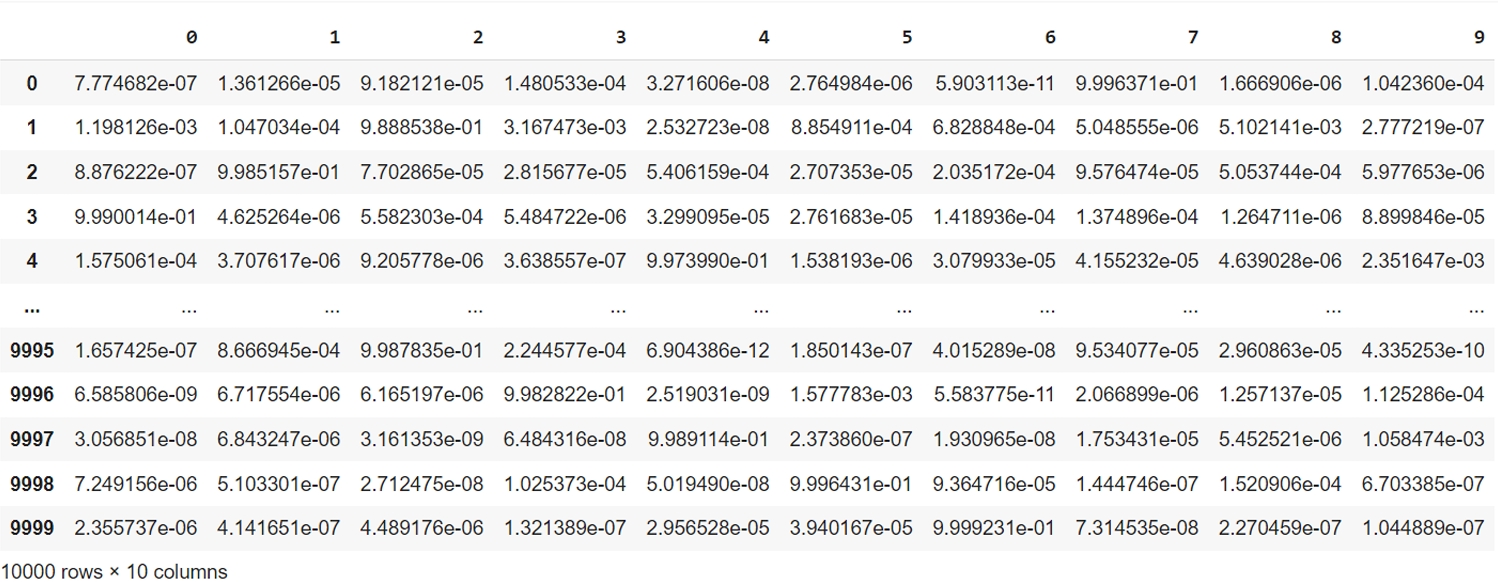 0 1 2 3 4 5 6 7 8 9
0 7.774682e-07 1.361266e-05 9.182121e-05 1.480533e-04 3.271606e-08 2.764984e-06 5.903113e-11 9.996371e-01 1.666906e-06 1.042360e-04
1 1.198126e-03 1.047034e-04 9.888538e-01 3.167473e-03 2.532723e-08 8.854911e-04 6.828848e-04 5.048555e-06 5.102141e-03 2.777219e-07
2 8.876222e-07 9.985157e-01 7.702865e-05 2.815677e-05 5.406159e-04 2.707353e-05 2.035172e-04 9.576474e-05 5.053744e-04 5.977653e-06
3 9.990014e-01 4.625264e-06 5.582303e-04 5.484722e-06 3.299095e-05 2.761683e-05 1.418936e-04 1.374896e-04 1.264711e-06 8.899846e-05
4 1.575061e-04 3.707617e-06 9.205778e-06 3.638557e-07 9.973990e-01 1.538193e-06 3.079933e-05 4.155232e-05 4.639028e-06 2.351647e-03
... ... ... ... ... ... ... ... ... ... ...
9995 1.657425e-07 8.666945e-04 9.987835e-01 2.244577e-04 6.904386e-12 1.850143e-07 4.015289e-08 9.534077e-05 2.960863e-05 4.335253e-10
9996 6.585806e-09 6.717554e-06 6.165197e-06 9.982822e-01 2.519031e-09 1.577783e-03 5.583775e-11 2.066899e-06 1.257137e-05 1.125286e-04
9997 3.056851e-08 6.843247e-06 3.161353e-09 6.484316e-08 9.989114e-01 2.373860e-07 1.930965e-08 1.753431e-05 5.452521e-06 1.058474e-03
9998 7.249156e-06 5.103301e-07 2.712475e-08 1.025373e-04 5.019490e-08 9.996431e-01 9.364716e-05 1.444746e-07 1.520906e-04 6.703385e-07
9999 2.355737e-06 4.141651e-07 4.489176e-06 1.321389e-07 2.956528e-05 3.940167e-05 9.999231e-01 7.314535e-08 2.270459e-07 1.044889e-07
10000 rows × 10 columns